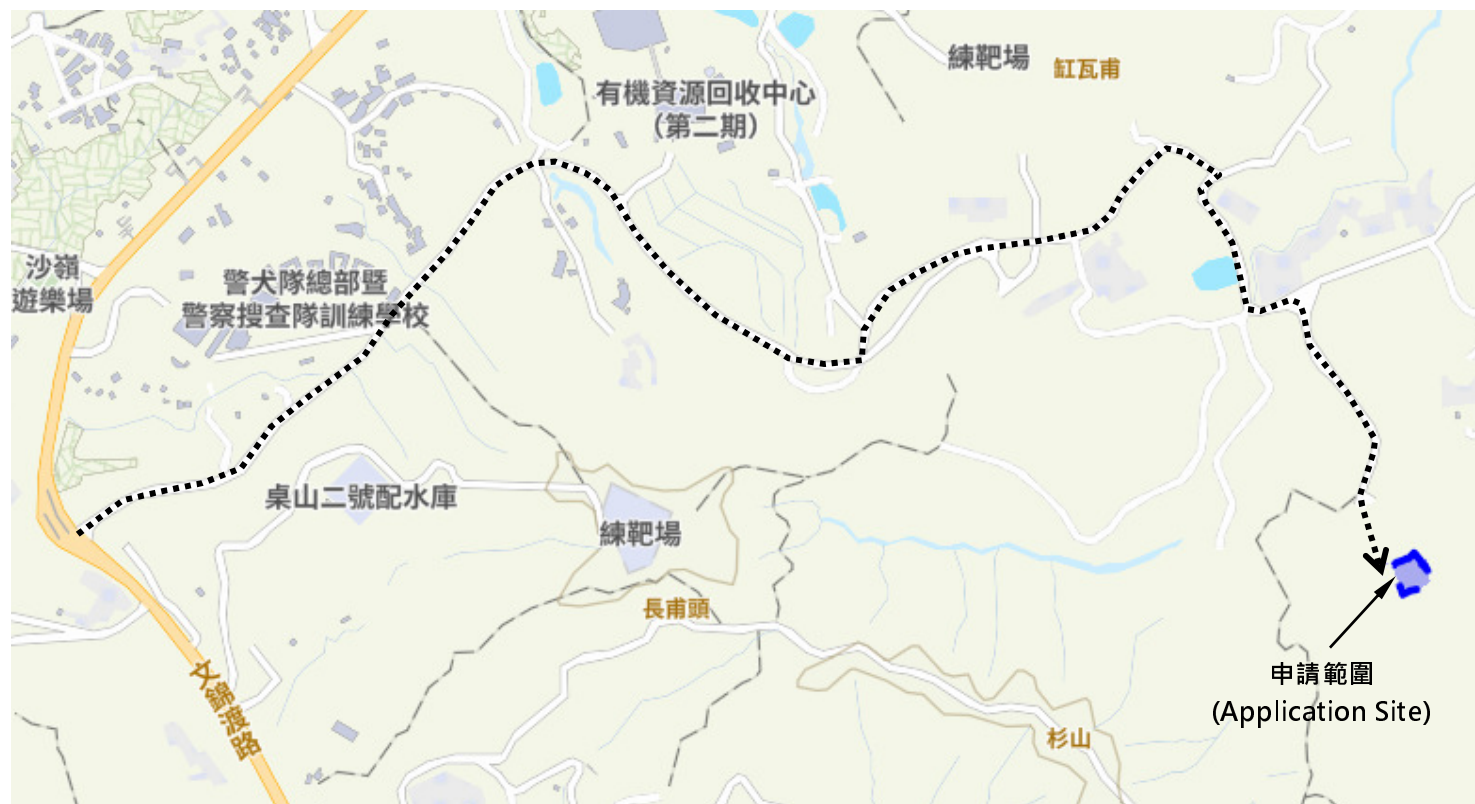 練靶場
缸瓦甫
有機資源回收中心
(第二期)
沙嶺
遊樂場
警犬隊總部暨
警察搜查隊訓練學校
桌山二號配水庫
練靶場
長甫頭
文錦渡路
杉山
申請範圍
(Application Site)